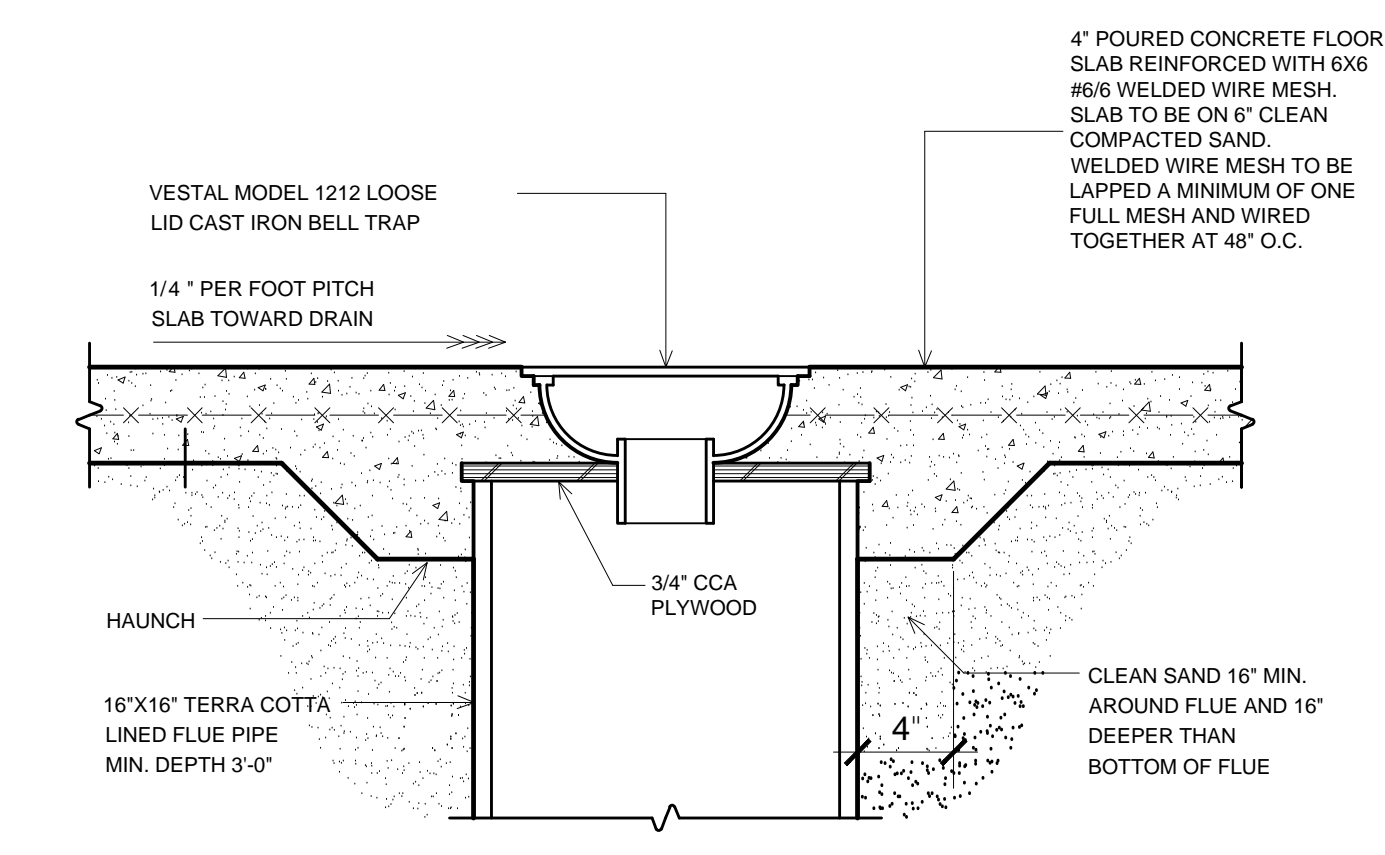 4" POURED CONCRETE FLOOR
SLAB REINFORCED WITH 6X6
#6/6 WELDED WIRE MESH.
SLAB TO BE ON 6" CLEAN
COMPACTED SAND.
WELDED WIRE MESH TO BE
LAPPED A MINIMUM OF ONE
FULL MESH AND WIRED
TOGETHER AT 48" O.C.
VESTAL MODEL 1212 LOOSE
LID CAST IRON BELL TRAP
1/4 " PER FOOT PITCH
SLAB TOWARD DRAIN
3/4" CCA
PLYWOOD
HAUNCH
16"X16" TERRA COTTA
LINED FLUE PIPE
MIN. DEPTH 3'-0"
4"
CLEAN SAND 16" MIN.
AROUND FLUE AND 16"
DEEPER THAN
BOTTOM OF FLUE